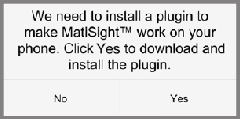 We need to install a plugin to
make MatiSight™ work on your
phone. Click Yes to download and
install the plugin.
No
Yes